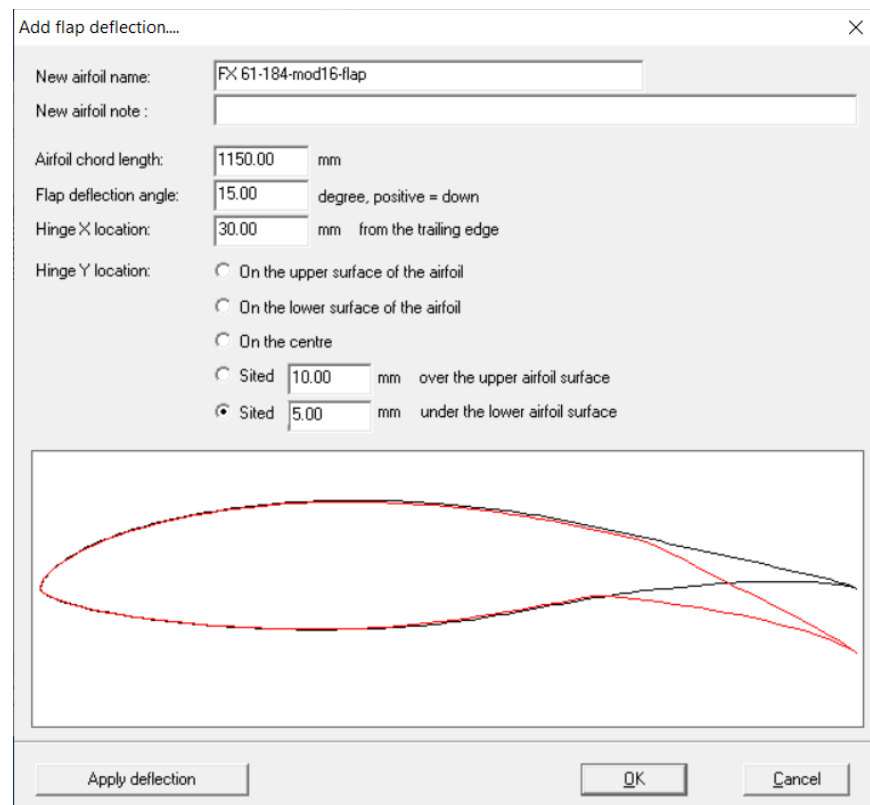 Add flap deflection....
New airfoil name: FX 61-184-mod16-flap
New airfoil note :
Airfoil chord length: 1150.00 mm
Flap deflection angle: 15.00 degree, positive = down
Hinge X location: 30.00 mm from the trailing edge
Hinge Y location: On the upper surface of the airfoil
On the lower surface of the airfoil
On the centre
Sited 10.00 mm over the upper airfoil surface
Sited 5.00 mm under the lower airfoil surface
Apply deflection OK Cancel